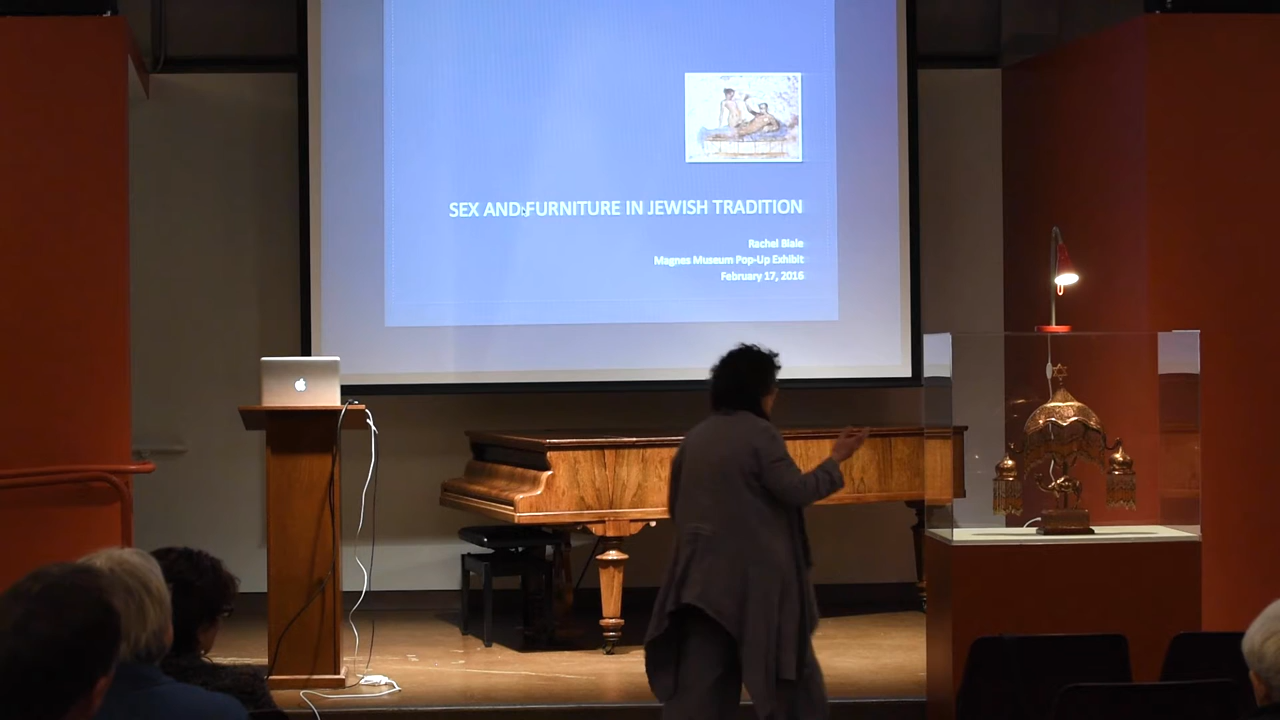 SEX AND FURNITURE IN JEWISH TRADITION
Rachel Biale
Magnes Museum Pop-Up Exhibit
February 17, 2016